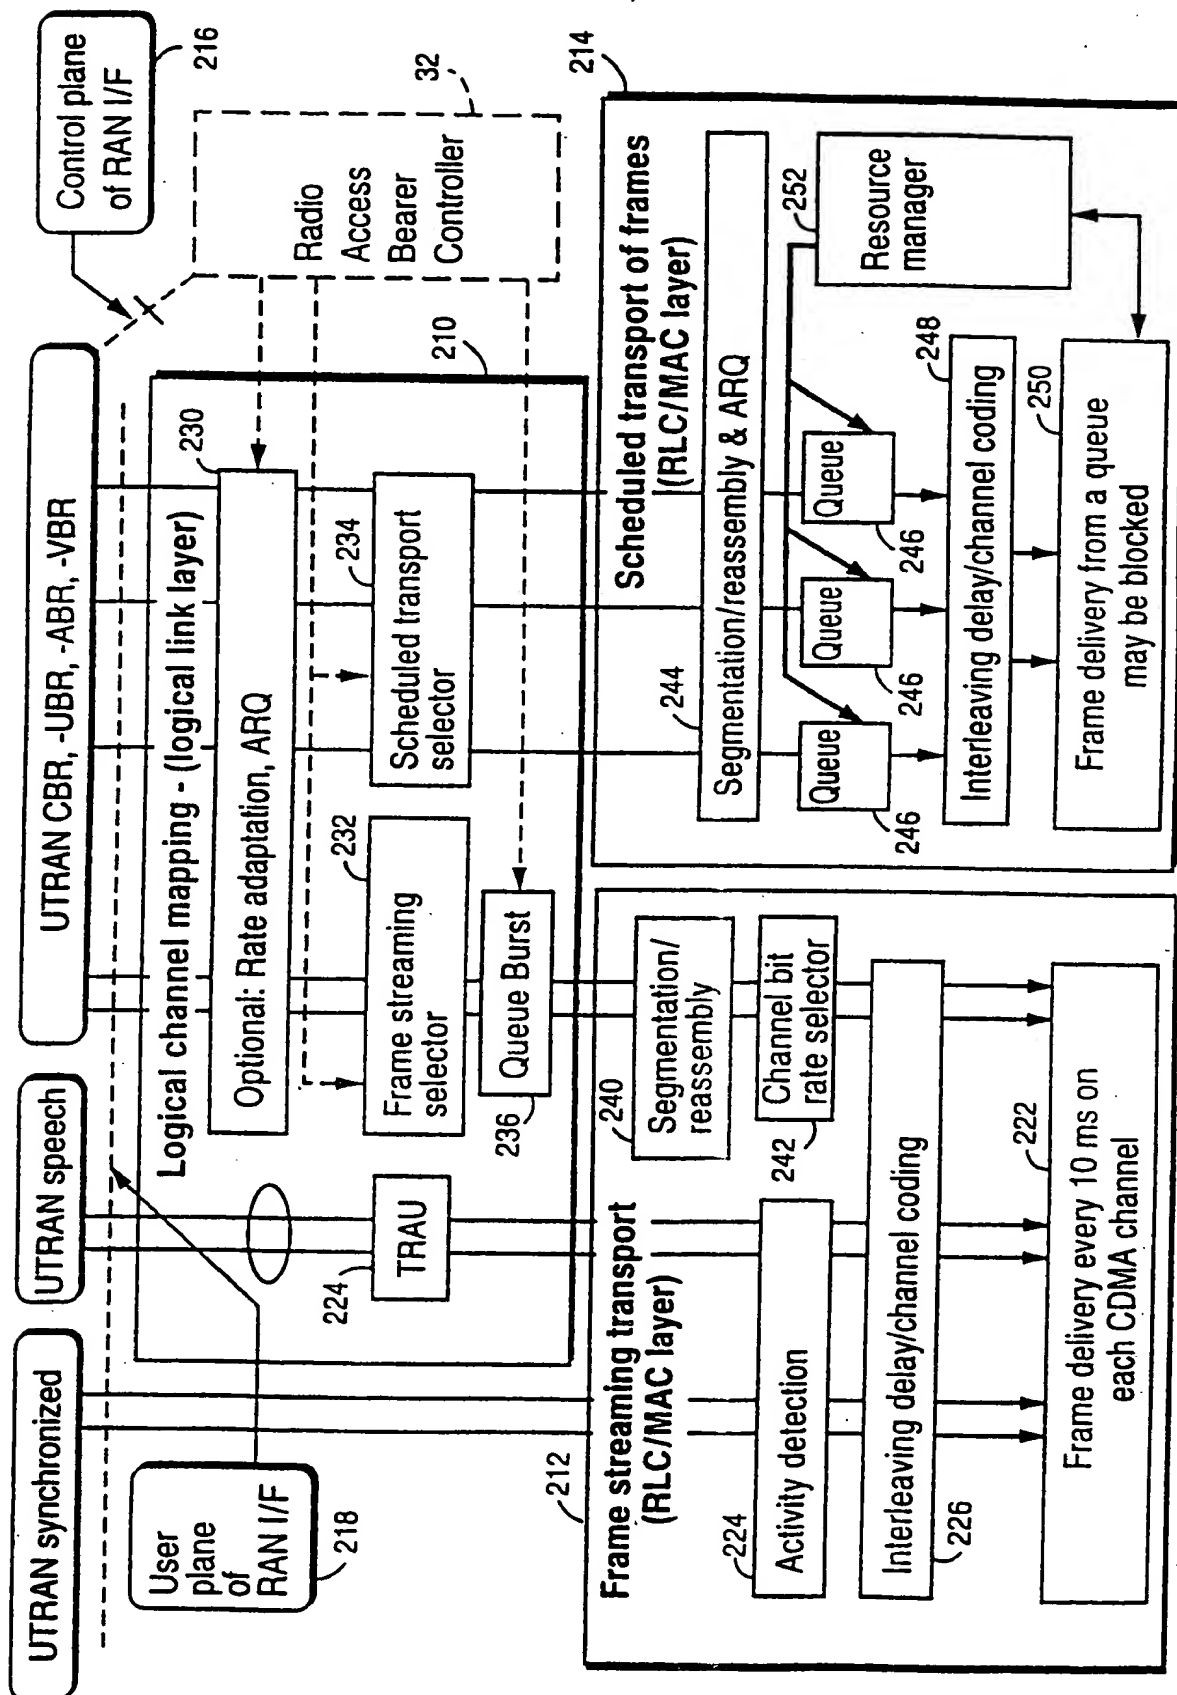 UTRAN synchronized
UTRAN speech
UTRAN CBR, -UBR, -ABR, -VBR
Control plane
of RAN I/F
216
User
plane
of
RAN I/F
218
Logical channel mapping - (logical link layer)
230
Optional: Rate adaptation, ARQ
210
32
Radio
Access
Bearer
Controller
224
TRAU
232
Frame streaming
selector
234
Scheduled transport
selector
236
Queue Burst
212
Frame streaming transport
(RLC/MAC layer)
240
Segmentation/
reassembly
224
Activity detection
242
Channel bit
rate selector
Interleaving delay/channel coding
226
222
Frame delivery every 10 ms on
each CDMA channel
214
Scheduled transport of frames
(RLC/MAC layer)
244
Segmentation/reassembly & ARQ
252
Resource
manager
Queue
246
Queue
246
Queue
246
248
Interleaving delay/channel coding
250
Frame delivery from a queue
may be blocked